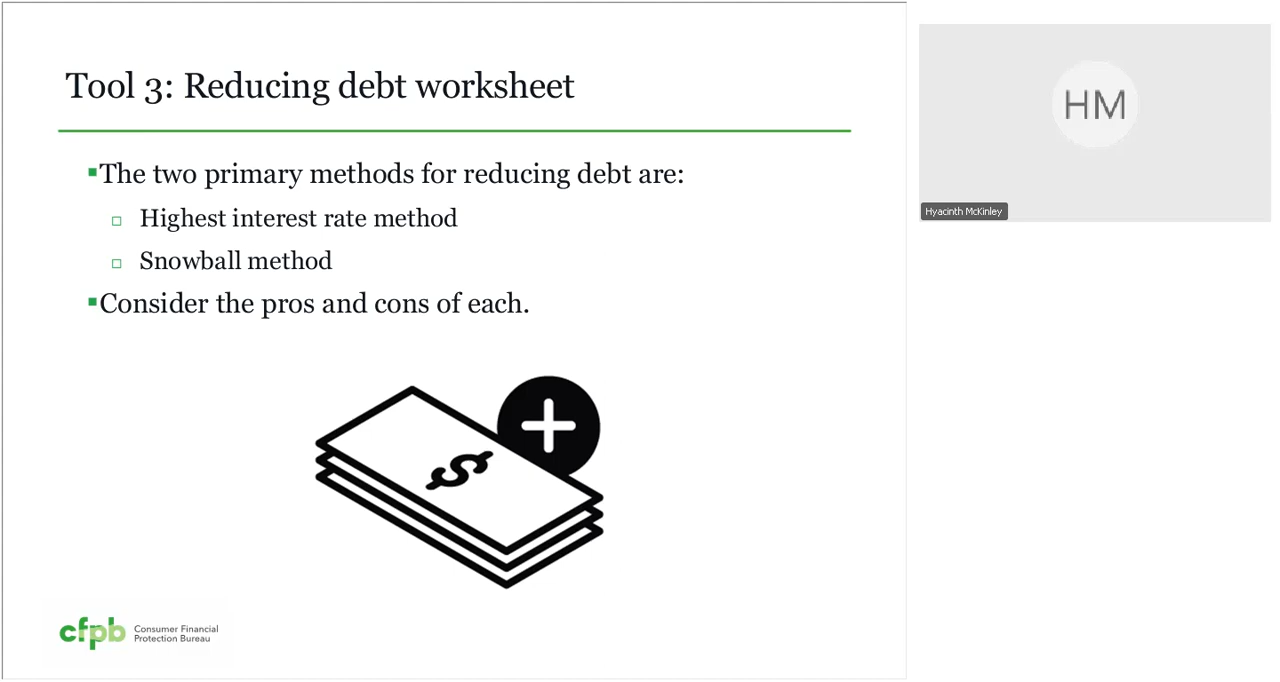 Tool 3: Reducing debt worksheet
The two primary methods for reducing debt are:
Highest interest rate method
Snowball method
Consider the pros and cons of each.
$
cfpb Consumer Financial
Protection Bureau
HM
Hyacinth McKinley